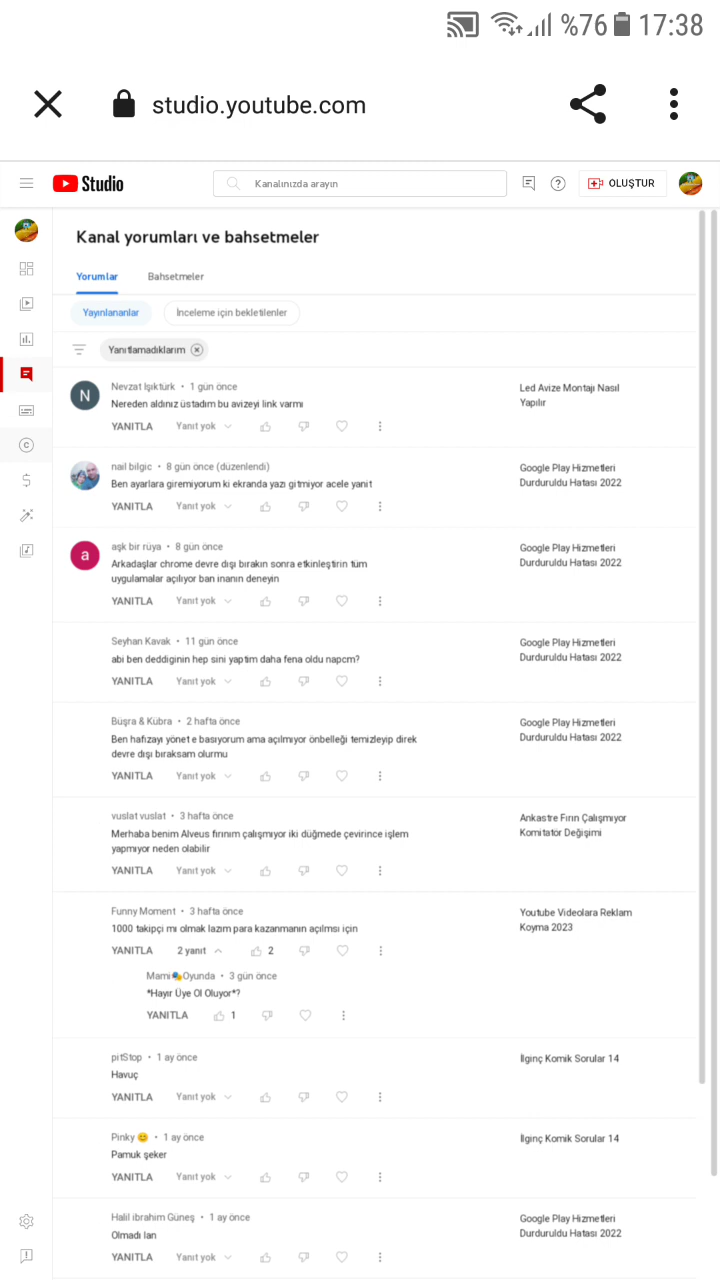 %76 17:38
studio.youtube.com
Studio
Kanalınızda arayın
OLUŞTUR
Kanal yorumları ve bahsetmeler
Yorumlar Bahsetmeler
Yayınlananlar İnceleme için bekletilenler
Yanıtlamadıklarım
N
Nevzat Işıktürk • 1 gün önce
Nereden aldınız üstadım bu avizeyi link varmı
YANITLA Yanıt yok
Led Avize Montajı Nasıl
Yapılır
nail bilgic • 8 gün önce (düzenlendi)
Ben ayarlara giremiyorum ki ekranda yazı gitmiyor acele yanit
YANITLA Yanıt yok
Google Play Hizmetleri
Durduruldu Hatası 2022
a
aşk bir rüya • 8 gün önce
Arkadaşlar chrome devre dışı bırakın sonra etkinleştirin tüm
uygulamalar açılıyor ban inanın deneyin
YANITLA Yanıt yok
Google Play Hizmetleri
Durduruldu Hatası 2022
Seyhan Kavak • 11 gün önce
abi ben deddiginin hep sini yaptim daha fena oldu napcm?
YANITLA Yanıt yok
Google Play Hizmetleri
Durduruldu Hatası 2022
Büşra & Kübra • 2 hafta önce
Ben hafızayı yönet e basıyorum ama açılmıyor önbelleği temizleyip direk
devre dışı bıraksam olurmu
YANITLA Yanıt yok
Google Play Hizmetleri
Durduruldu Hatası 2022
vuslat vuslat • 3 hafta önce
Merhaba benim Alveus fırınım çalışmıyor iki düğmede çevirince işlem
yapmıyor neden olabilir
YANITLA Yanıt yok
Ankastre Fırın Çalışmıyor
Komitatör Değişimi
Funny Moment • 3 hafta önce
1000 takipçi mı olmak lazım para kazanmanın açılmsı için
YANITLA 2 yanıt 2
Youtube Videolara Reklam
Koyma 2023
Mami🎭Oyunda • 3 gün önce
*Hayır Üye Ol Oluyor*?
YANITLA 1
pitStop • 1 ay önce
Havuç
YANITLA Yanıt yok
İlginç Komik Sorular 14
Pinky 😊 • 1 ay önce
Pamuk şeker
YANITLA Yanıt yok
İlginç Komik Sorular 14
Halil ibrahim Güneş • 1 ay önce
Olmadı lan
YANITLA Yanıt yok
Google Play Hizmetleri
Durduruldu Hatası 2022